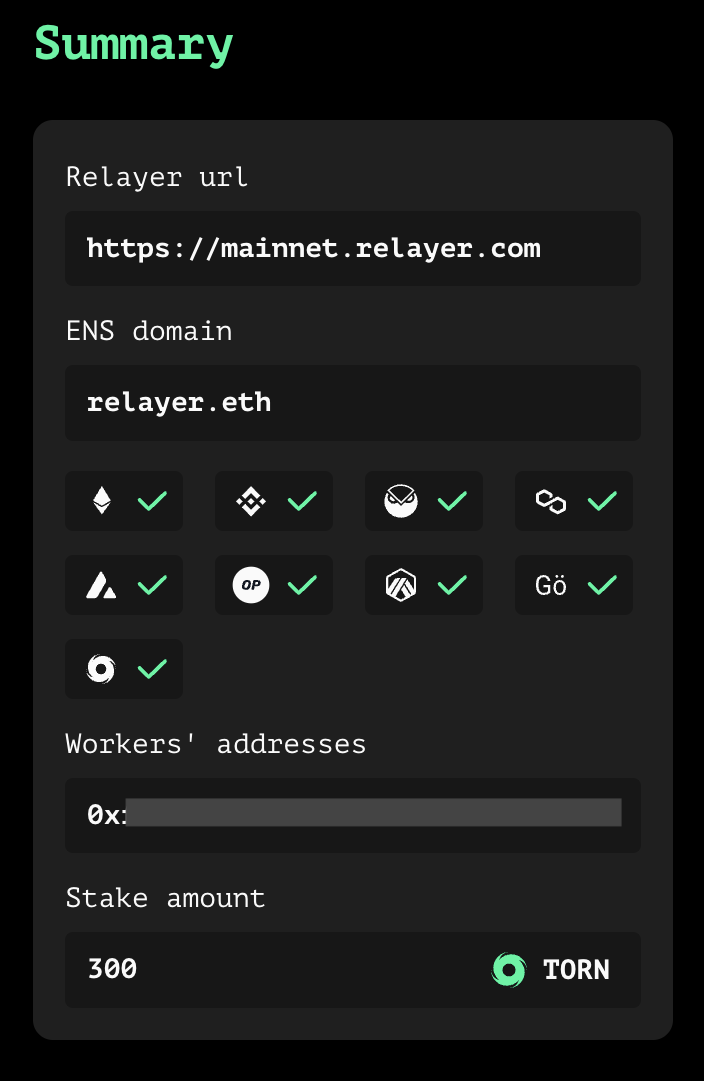 Summary
Relayer url
https://mainnet.relayer.com
ENS domain
relayer.eth
OP
Gö
Workers' addresses
0x
Stake amount
300 TORN